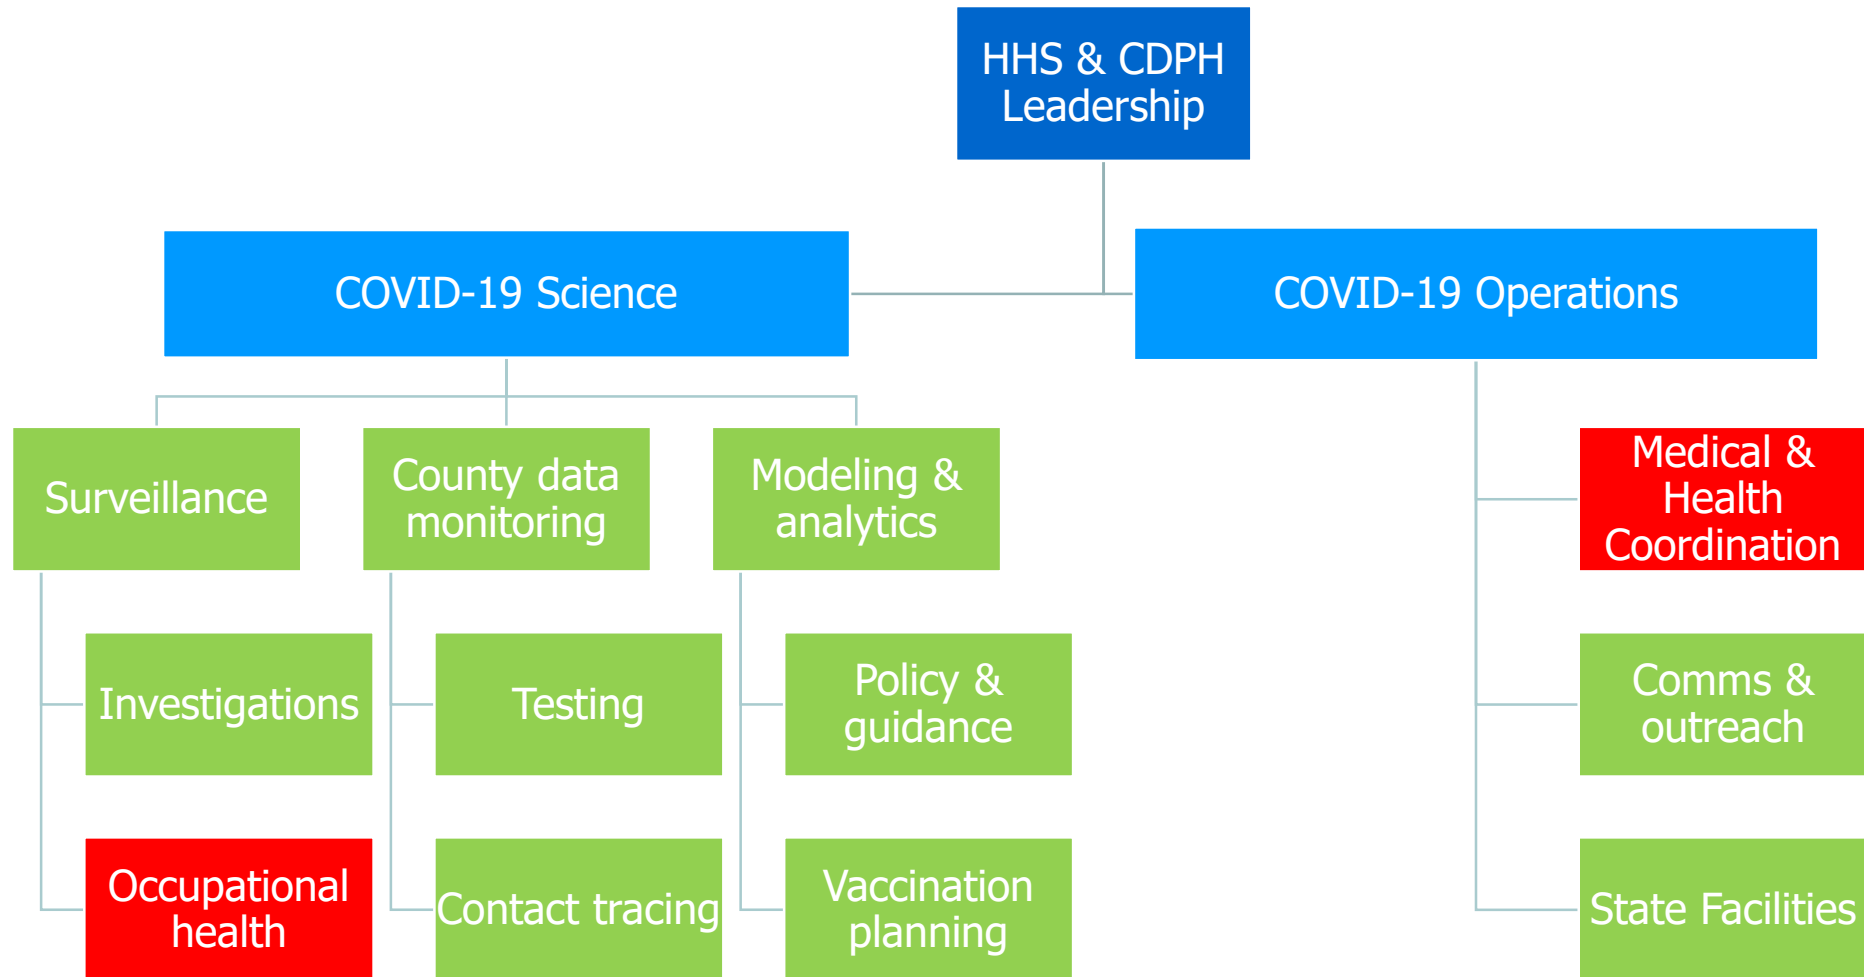 HHS & CDPH
Leadership
COVID-19 Science
COVID-19 Operations
Surveillance
County data
monitoring
Modeling &
analytics
Medical &
Health
Coordination
Investigations
Testing
Policy &
guidance
Comms &
outreach
Occupational
health
Contact tracing
Vaccination
planning
State Facilities